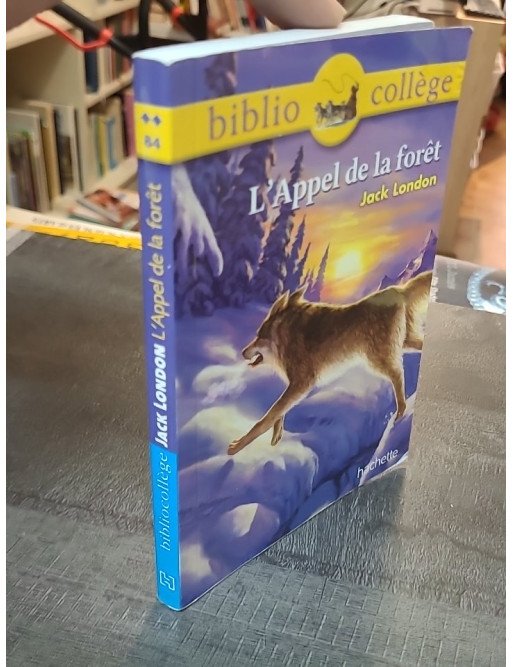 biblio collège
L'Appel de la forêt
Jack London
hachette
84
JACK LONDON L'Appel de la forêt
bibliocollège